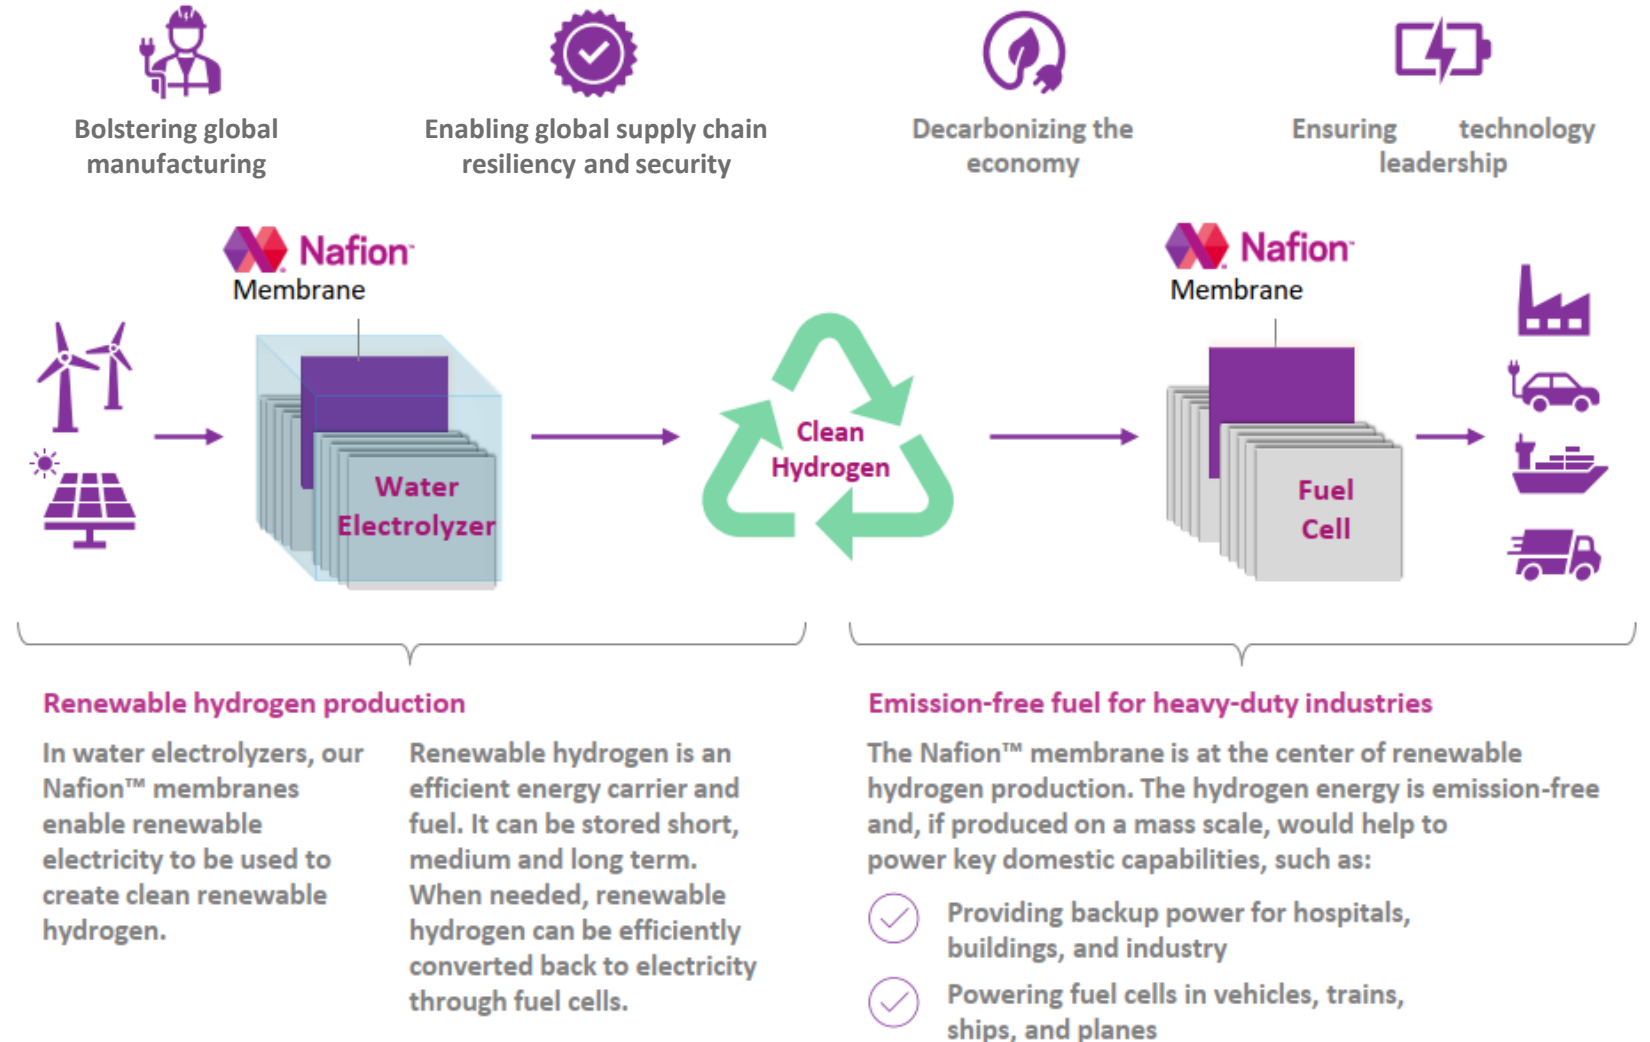 Bolstering global
manufacturing
Enabling global supply chain
resiliency and security
Decarbonizing the
economy
Ensuring technology
leadership
Nafion™
Membrane
Nafion™
Membrane
Water
Electrolyzer
Clean
Hydrogen
Fuel
Cell
Renewable hydrogen production
In water electrolyzers, our
Nafion™ membranes
enable renewable
electricity to be used to
create clean renewable
hydrogen.
Renewable hydrogen is an
efficient energy carrier and
fuel. It can be stored short,
medium and long term.
When needed, renewable
hydrogen can be efficiently
converted back to electricity
through fuel cells.
Emission-free fuel for heavy-duty industries
The Nafion™ membrane is at the center of renewable
hydrogen production. The hydrogen energy is emission-free
and, if produced on a mass scale, would help to
power key domestic capabilities, such as:
Providing backup power for hospitals,
buildings, and industry
Powering fuel cells in vehicles, trains,
ships, and planes